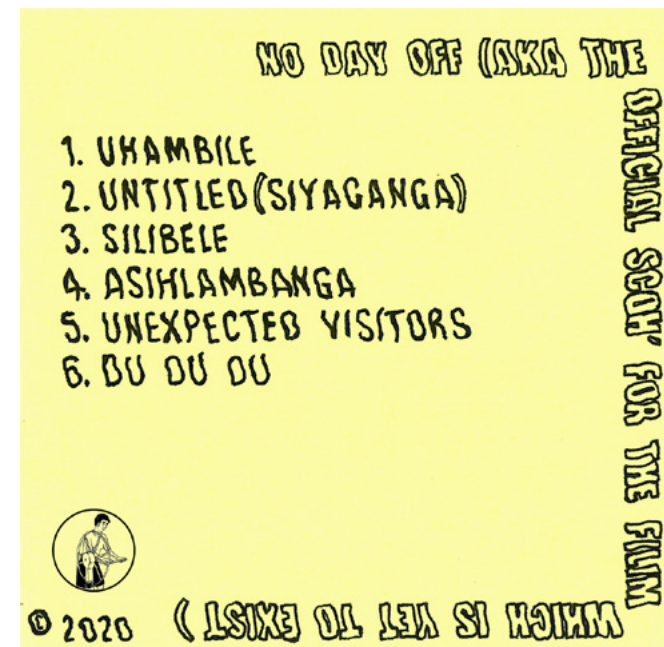 NO DAY OFF (AKA THE
OFFICIAL SCOH' FOR THE FILIM
WHICH IS YET TO EXIST)
1. UHAMBILE
2. UNTITLED (SIYAGANGA)
3. SILIBELE
4. ASIHLAMBANGA
5. UNEXPECTED VISITORS
6. DU DU DU
© 2020